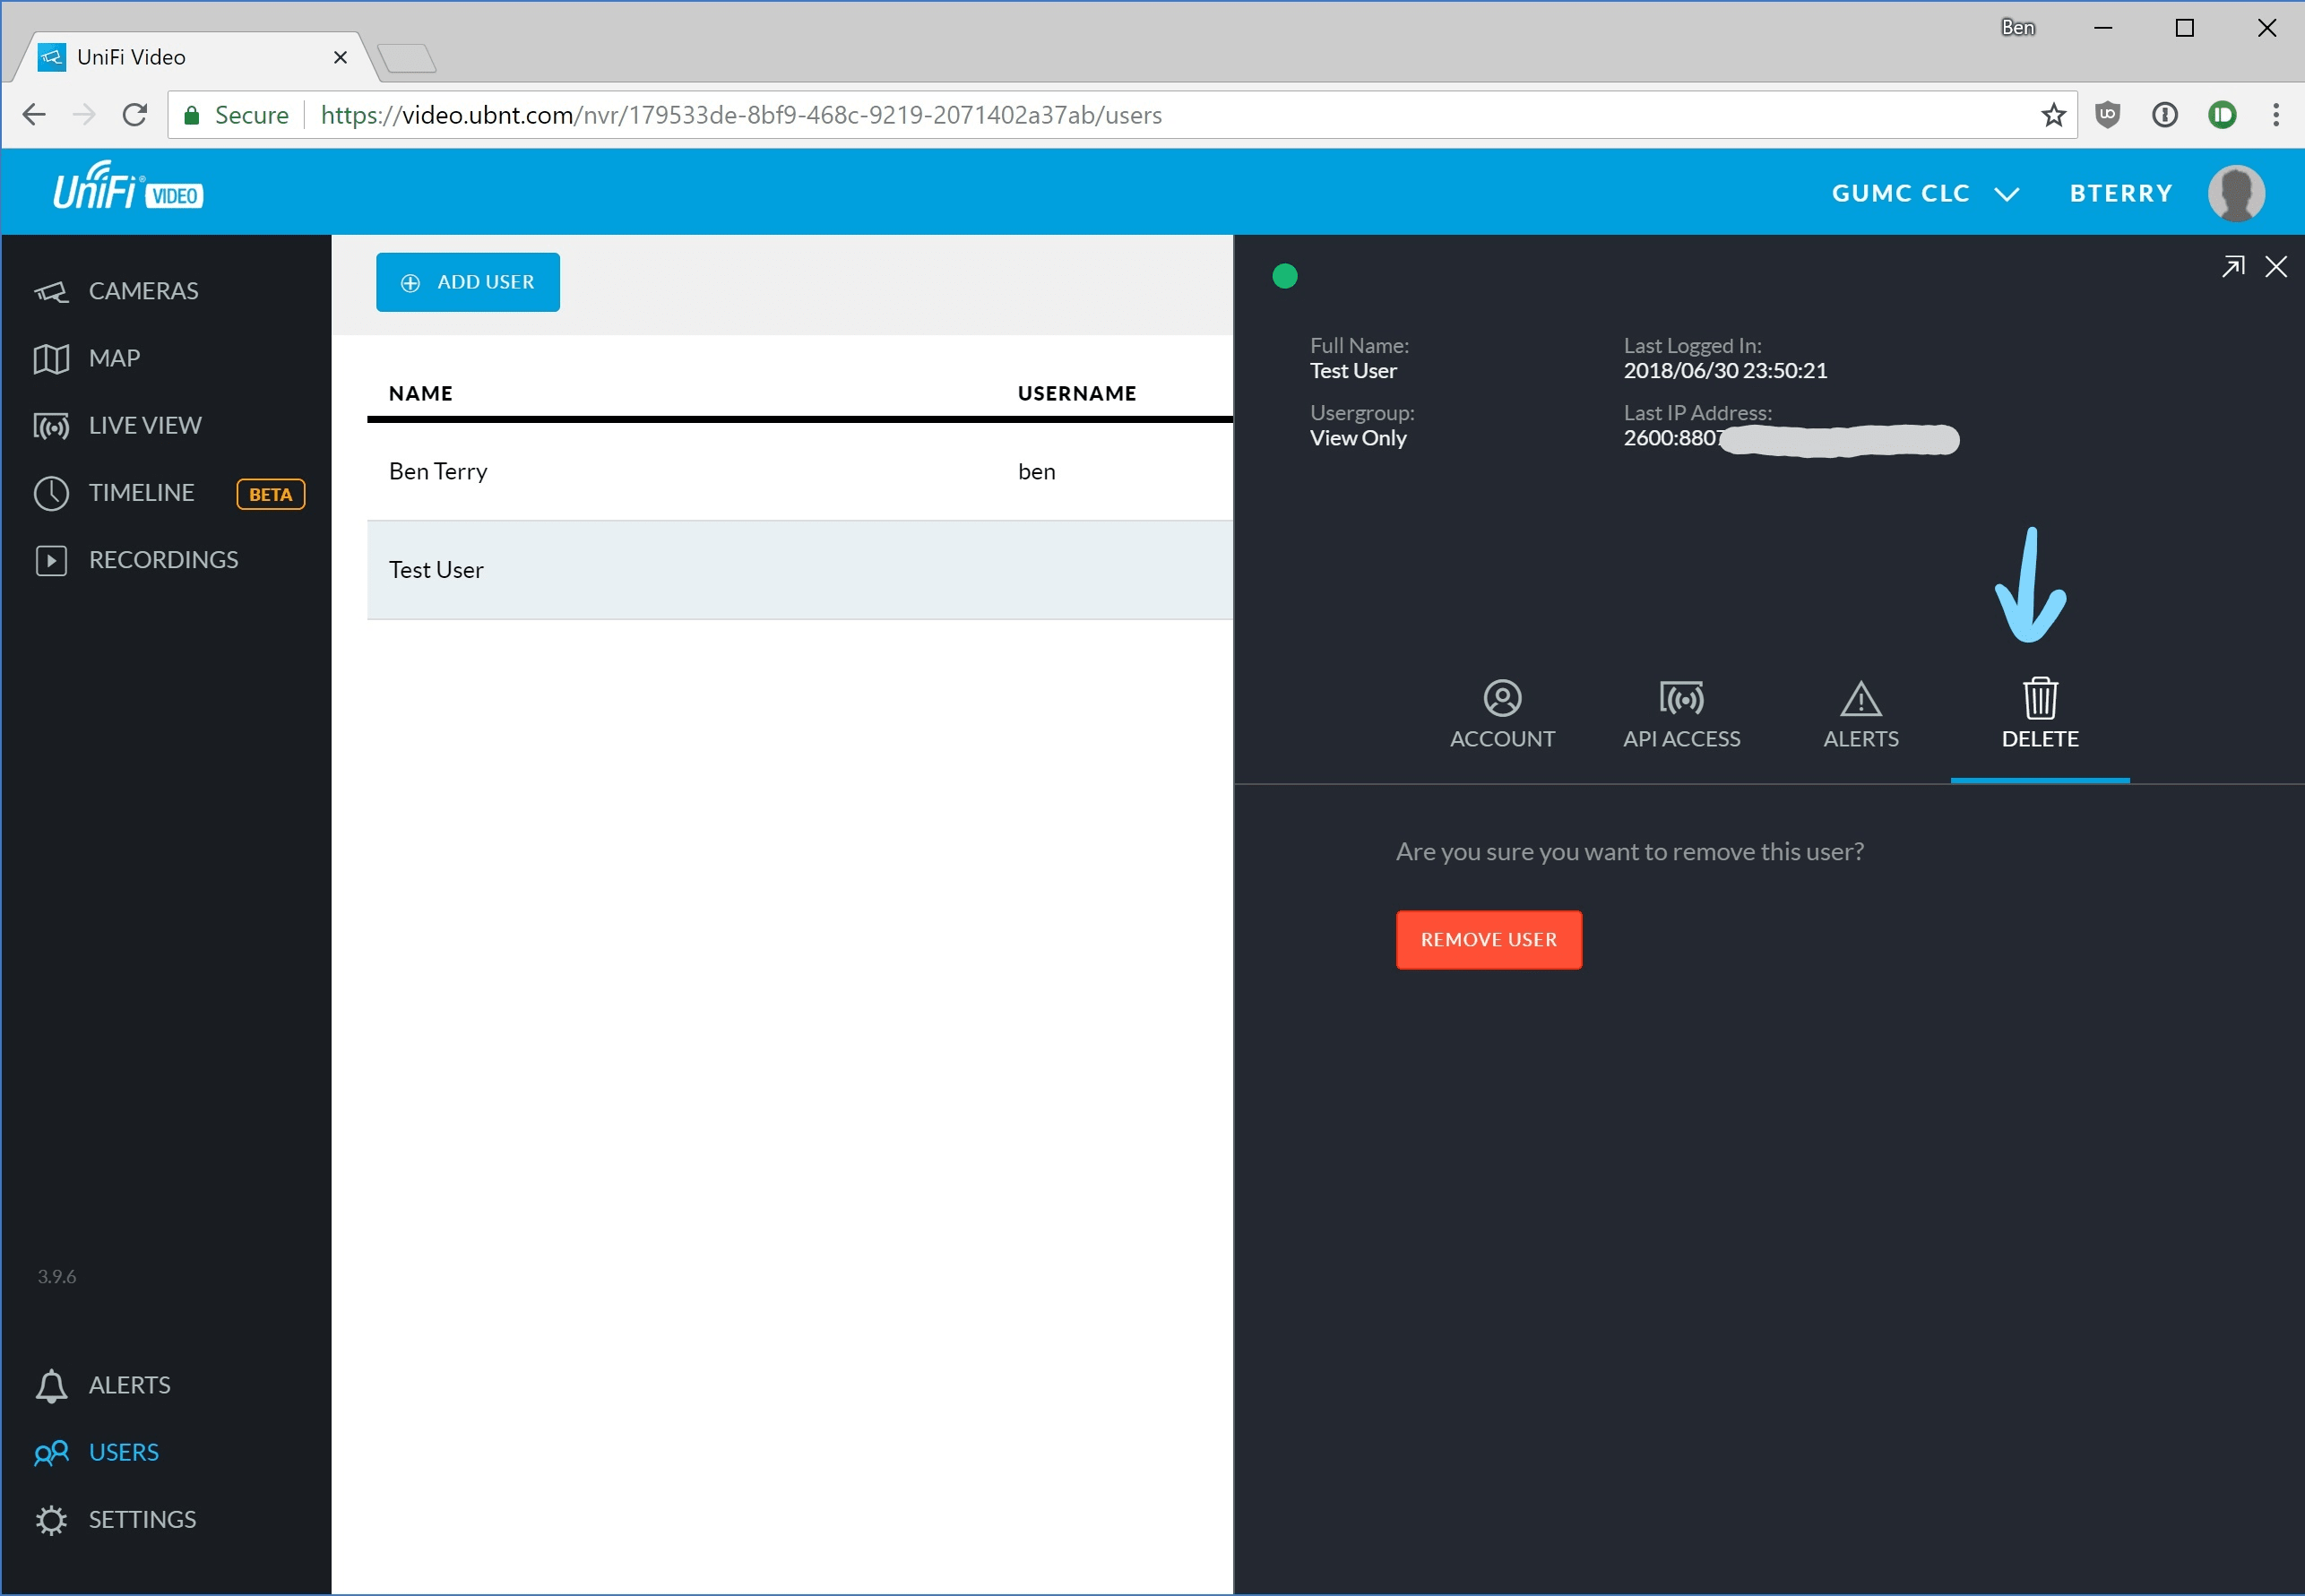 Ben
UniFi Video
Secure https://video.ubnt.com/nvr/179533de-8bf9-468c-9219-2071402a37ab/users
UniFi VIDEO
GUMC CLC BTERRY
CAMERAS
MAP
LIVE VIEW
TIMELINE BETA
RECORDINGS
3.9.6
ALERTS
USERS
SETTINGS
ADD USER
NAME USERNAME
Ben Terry ben
Test User
Full Name: Last Logged In:
Test User 2018/06/30 23:50:21
Usergroup: Last IP Address:
View Only 2600:8807
ACCOUNT API ACCESS ALERTS DELETE
Are you sure you want to remove this user?
REMOVE USER